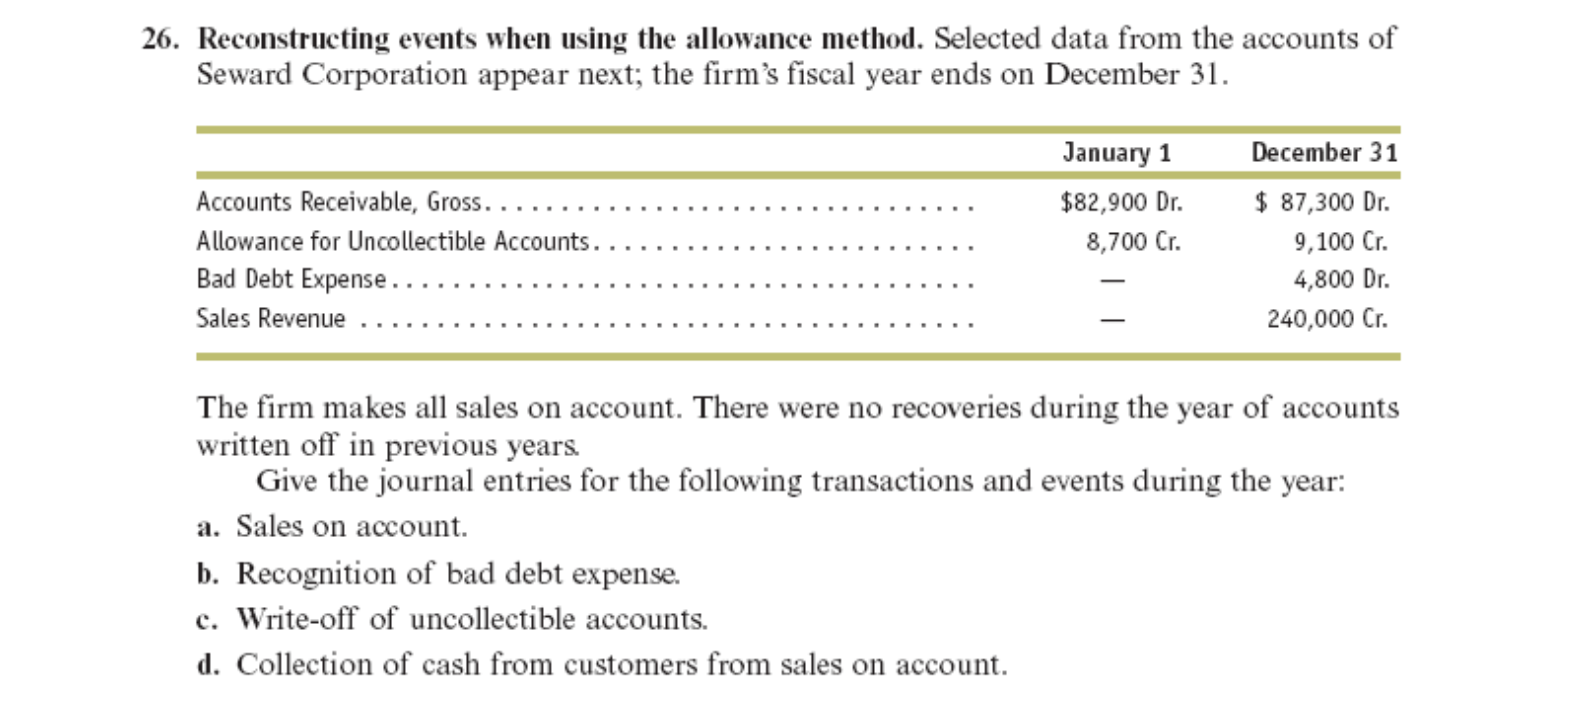 26. Reconstructing events when using the allowance method. Selected data from the accounts of
Seward Corporation appear next; the firm's fiscal year ends on December 31.
January 1 December 31
Accounts Receivable, Gross. . . . . . . . . . . . . . . . . . . . . . . . . . . . . . . . $82,900 Dr. $ 87,300 Dr.
Allowance for Uncollectible Accounts. . . . . . . . . . . . . . . . . . . . . . . . . 8,700 Cr. 9,100 Cr.
Bad Debt Expense. . . . . . . . . . . . . . . . . . . . . . . . . . . . . . . . . . . . . . — 4,800 Dr.
Sales Revenue . . . . . . . . . . . . . . . . . . . . . . . . . . . . . . . . . . . . . . . . — 240,000 Cr.
The firm makes all sales on account. There were no recoveries during the year of accounts
written off in previous years.
Give the journal entries for the following transactions and events during the year:
a. Sales on account.
b. Recognition of bad debt expense.
c. Write-off of uncollectible accounts.
d. Collection of cash from customers from sales on account.